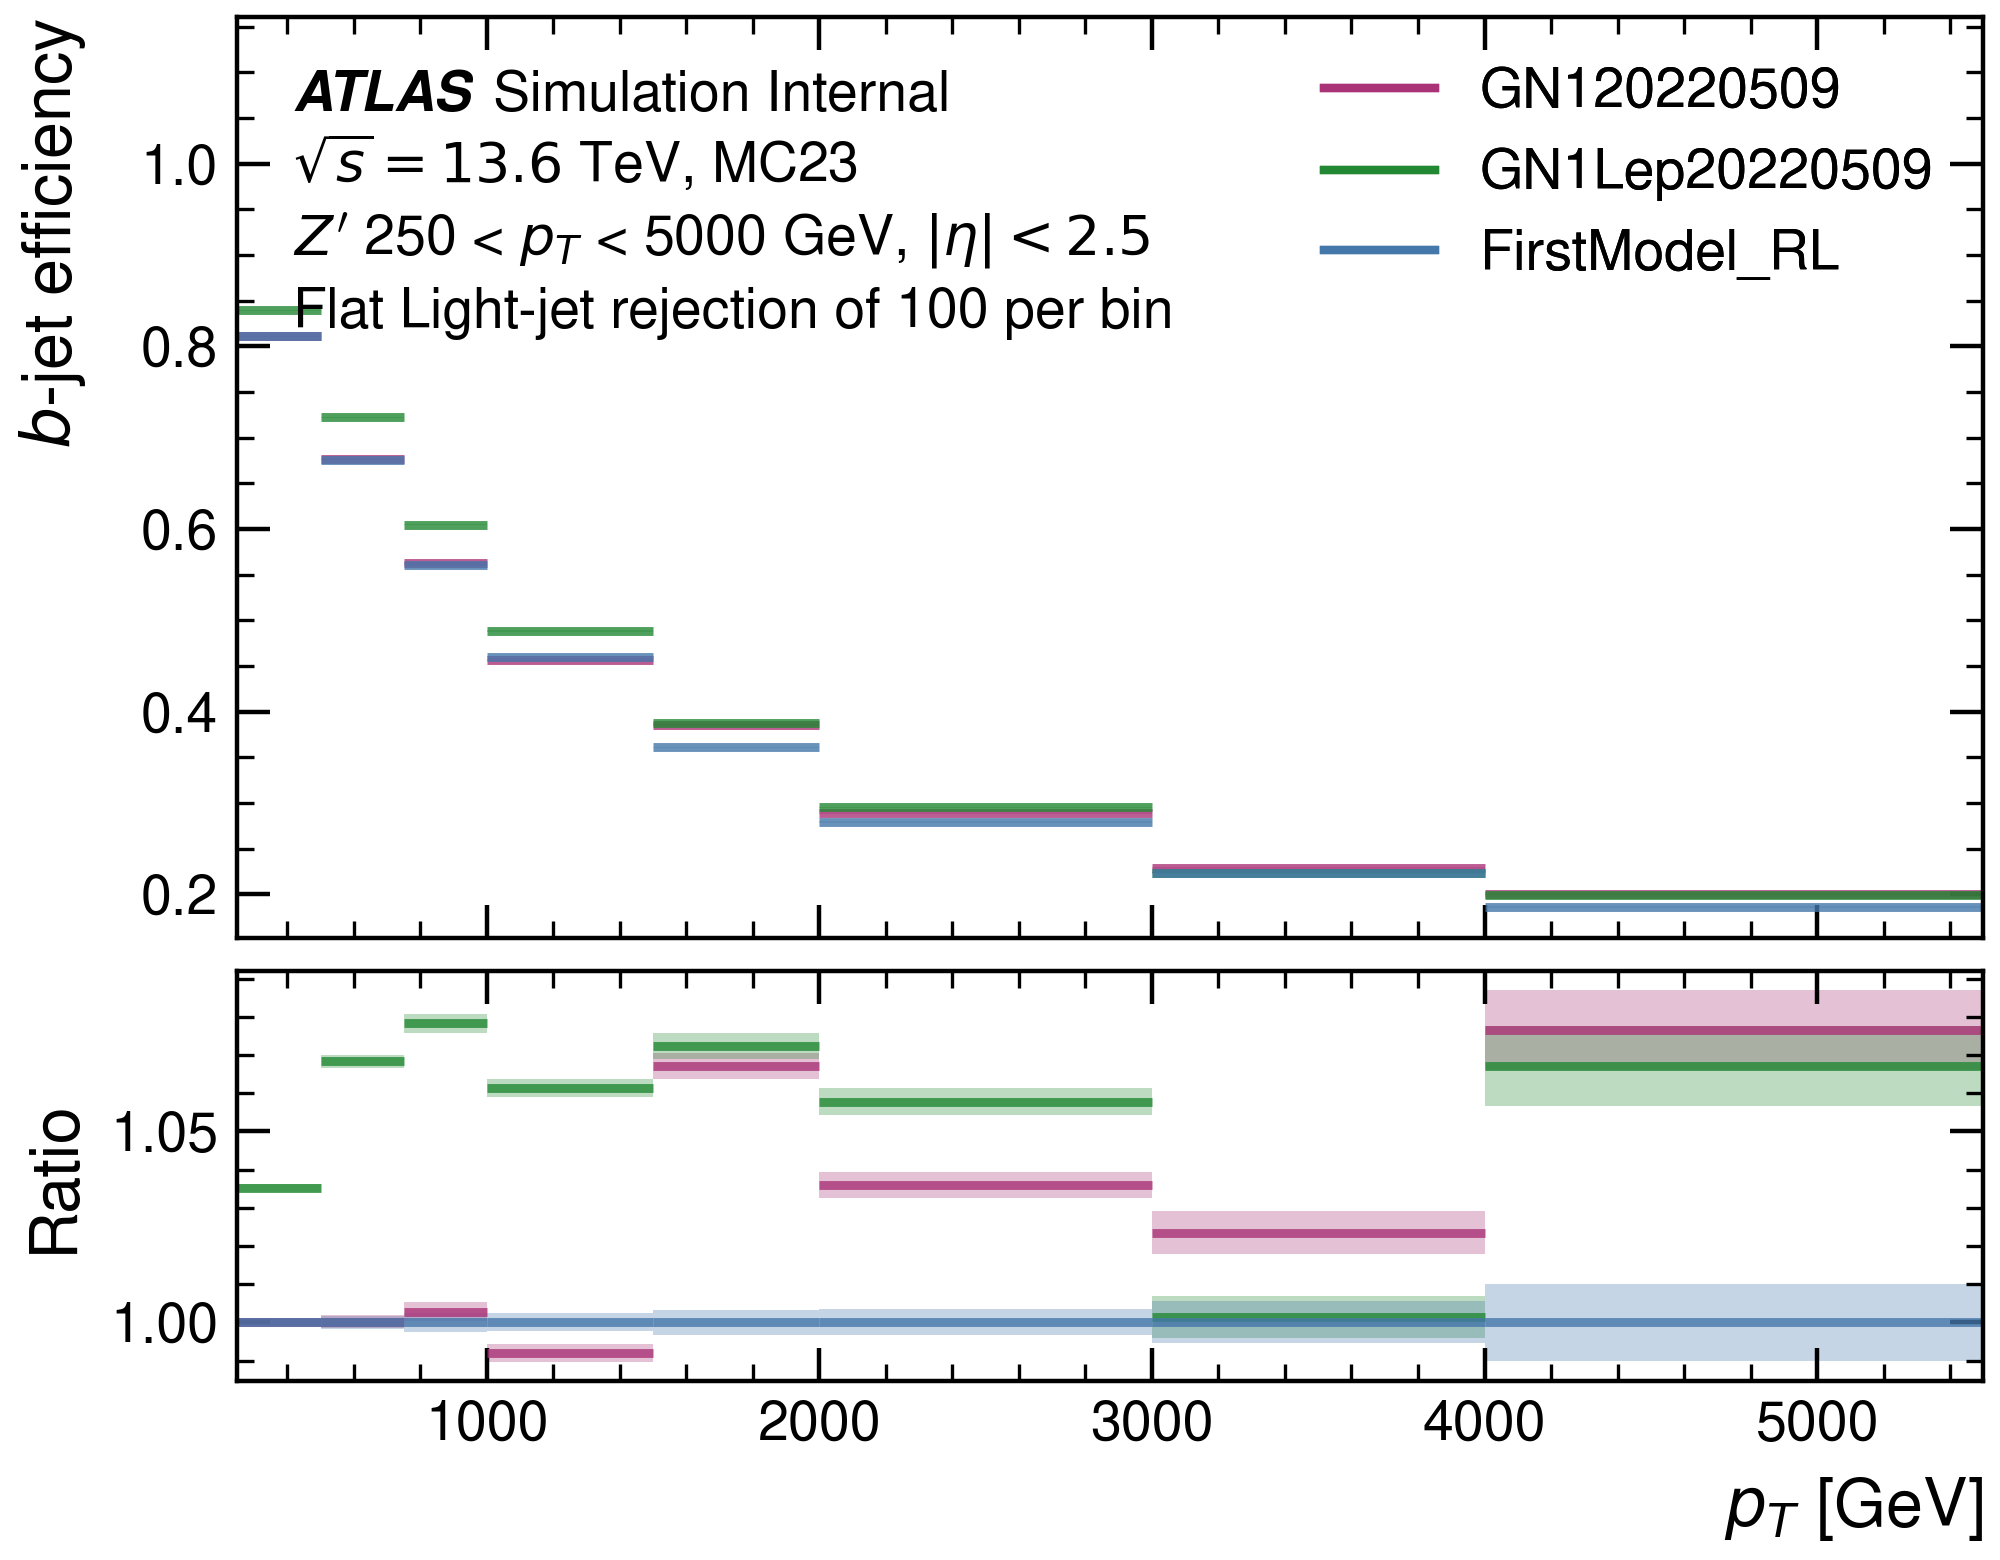 b-jet efficiency
ATLAS Simulation Internal
√s = 13.6 TeV, MC23
Z′ 250 < pT < 5000 GeV, |η| < 2.5
Flat Light-jet rejection of 100 per bin
GN120220509
GN1Lep20220509
FirstModel_RL
1.0
0.8
0.6
0.4
0.2
Ratio
1.05
1.00
1000 2000 3000 4000 5000
pT [GeV]